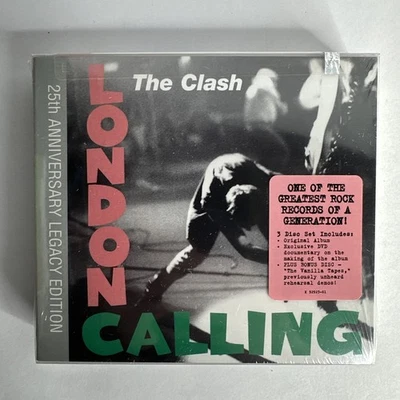 25th ANNIVERSARY LEGACY EDITION
The Clash
LONDON
CALLING
ONE OF THE
GREATEST ROCK
RECORDS OF A
GENERATION!
3 Disc Set Includes:
• Original Album
• Exclusive DVD
documentary on the
making of the album
• PLUS BONUS DISC –
"The Vanilla Tapes,"
previously unheard
rehearsal demos!